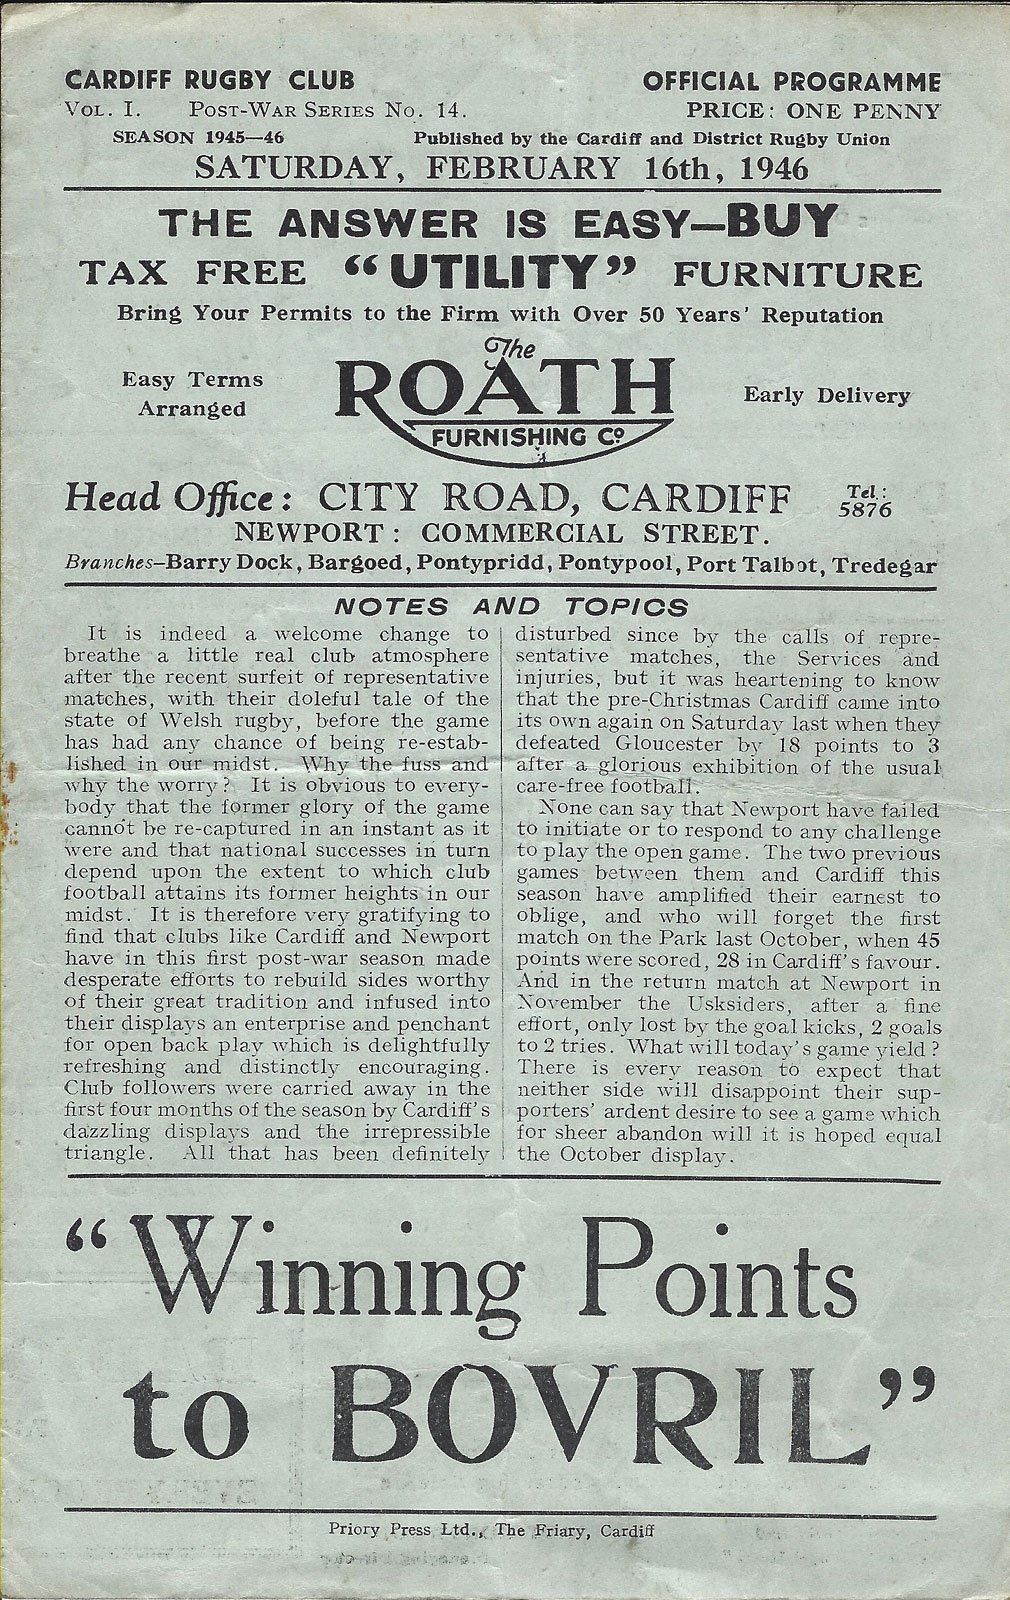 CARDIFF RUGBY CLUB
OFFICIAL PROGRAMME
VOL. I. POST-WAR SERIES NO. 14.
PRICE: ONE PENNY
SEASON 1945—46
Published by the Cardiff and District Rugby Union
SATURDAY, FEBRUARY 16th, 1946
THE ANSWER IS EASY—BUY
TAX FREE "UTILITY" FURNITURE
Bring Your Permits to the Firm with Over 50 Years' Reputation
Easy Terms
Arranged
The
ROATH
FURNISHING Co
Early Delivery
Head Office: CITY ROAD, CARDIFF
Tel.:
5876
NEWPORT: COMMERCIAL STREET.
Branches—Barry Dock, Bargoed, Pontypridd, Pontypool, Port Talbot, Tredegar
NOTES AND TOPICS
It is indeed a welcome change to
breathe a little real club atmosphere
after the recent surfeit of representative
matches, with their doleful tale of the
state of Welsh rugby, before the game
has had any chance of being re-estab-
lished in our midst. Why the fuss and
why the worry? It is obvious to every-
body that the former glory of the game
cannot be re-captured in an instant as it
were and that national successes in turn
depend upon the extent to which club
football attains its former heights in our
midst. It is therefore very gratifying to
find that clubs like Cardiff and Newport
have in this first post-war season made
desperate efforts to rebuild sides worthy
of their great tradition and infused into
their displays an enterprise and penchant
for open back play which is delightfully
refreshing and distinctly encouraging.
Club followers were carried away in the
first four months of the season by Cardiff's
dazzling displays and the irrepressible
triangle. All that has been definitely
disturbed since by the calls of repre-
sentative matches, the Services and
injuries, but it was heartening to know
that the pre-Christmas Cardiff came into
its own again on Saturday last when they
defeated Gloucester by 18 points to 3
after a glorious exhibition of the usual
care-free football.
None can say that Newport have failed
to initiate or to respond to any challenge
to play the open game. The two previous
games between them and Cardiff this
season have amplified their earnest to
oblige, and who will forget the first
match on the Park last October, when 45
points were scored, 28 in Cardiff's favour.
And in the return match at Newport in
November the Usksiders, after a fine
effort, only lost by the goal kicks, 2 goals
to 2 tries. What will today's game yield?
There is every reason to expect that
neither side will disappoint their sup-
porters' ardent desire to see a game which
for sheer abandon will it is hoped equal
the October display.
"Winning Points
to BOVRIL"
Priory Press Ltd., The Friary, Cardiff